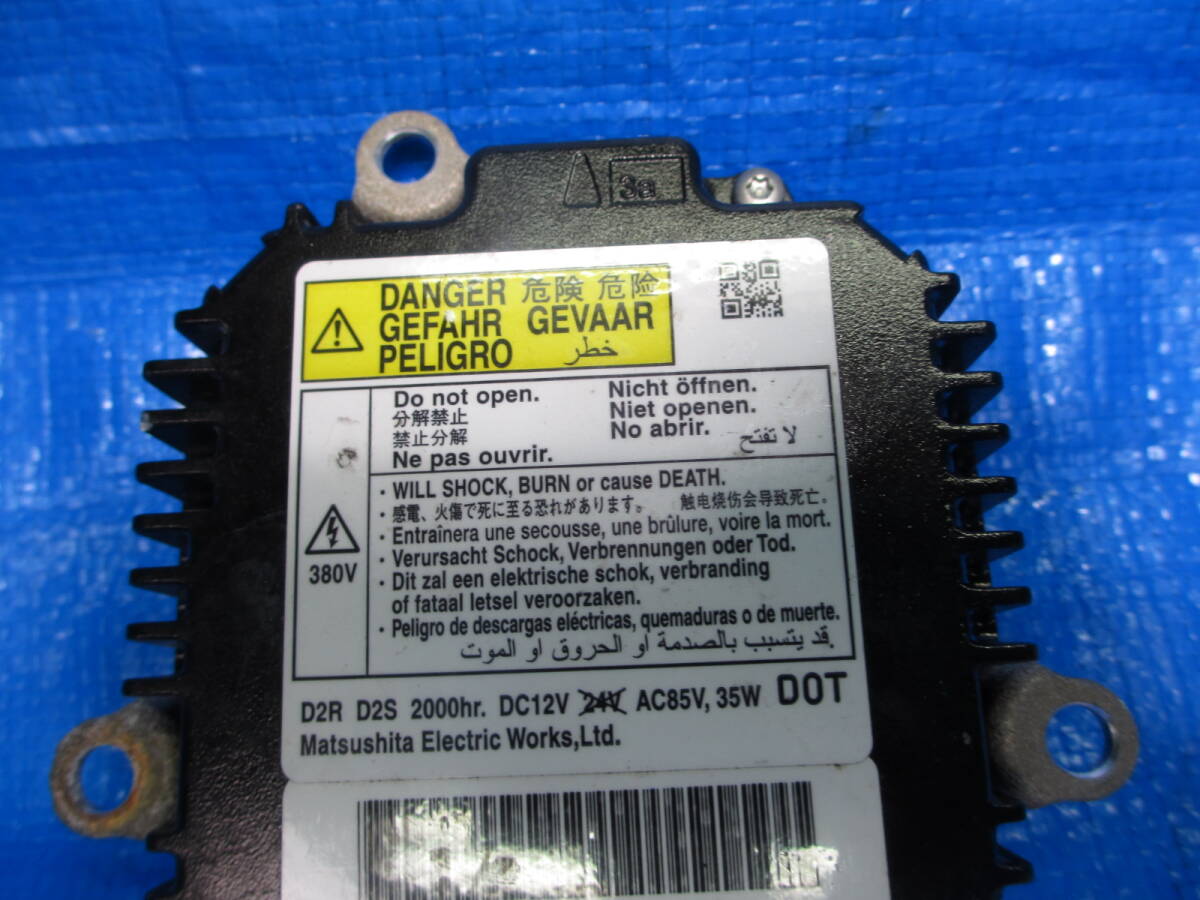 3a
DANGER 危険 危险
GEFAHR GEVAAR
PELIGRO خطر
Do not open.
分解禁止
禁止分解
Ne pas ouvrir.
Nicht öffnen.
Niet openen.
No abrir. لا تفتح
380V
· WILL SHOCK, BURN or cause DEATH.
· 感電、火傷で死に至る恐れがあります。 触电烧伤会导致死亡。
· Entraînera une secousse, une brûlure, voire la mort.
· Verursacht Schock, Verbrennungen oder Tod.
· Dit zal een elektrische schok, verbranding
of fataal letsel veroorzaken.
· Peligro de descargas eléctricas, quemaduras o de muerte.
قد يتسبب بالصدمة او الحروق او الموت.
D2R D2S 2000hr. DC12V 24V AC85V, 35W DOT
Matsushita Electric Works,Ltd.